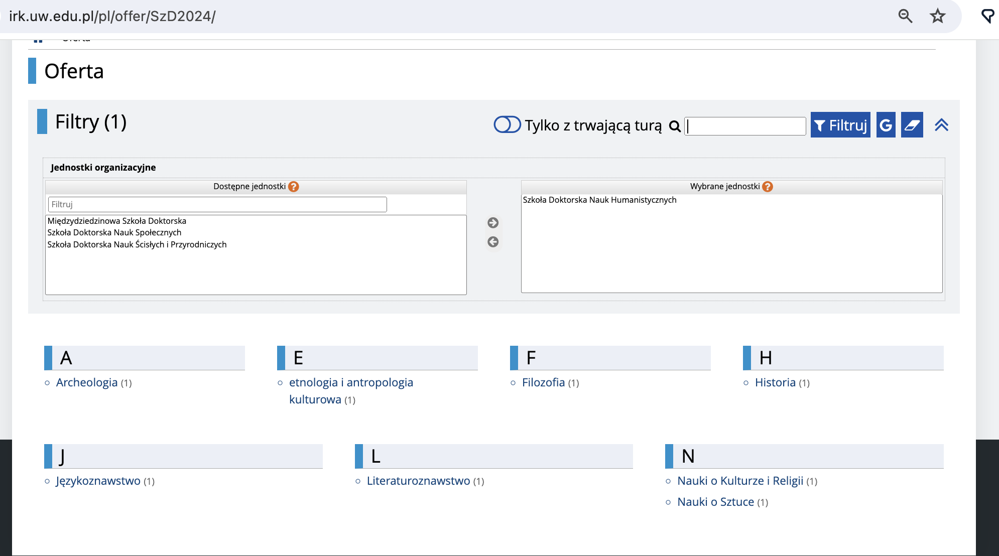 irk.uw.edu.pl/pl/offer/SzD2024/
Oferta
Oferta
Filtry (1)
Tylko z trwającą turą
Filtruj
G
Jednostki organizacyjne
Dostępne jednostki ?
Wybrane jednostki ?
Filtruj
Międzydziedzinowa Szkoła Doktorska
Szkoła Doktorska Nauk Społecznych
Szkoła Doktorska Nauk Ścisłych i Przyrodniczych
Szkoła Doktorska Nauk Humanistycznych
A
Archeologia (1)
E
etnologia i antropologia
kulturowa (1)
F
Filozofia (1)
H
Historia (1)
J
Językoznawstwo (1)
L
Literaturoznawstwo (1)
N
Nauki o Kulturze i Religii (1)
Nauki o Sztuce (1)